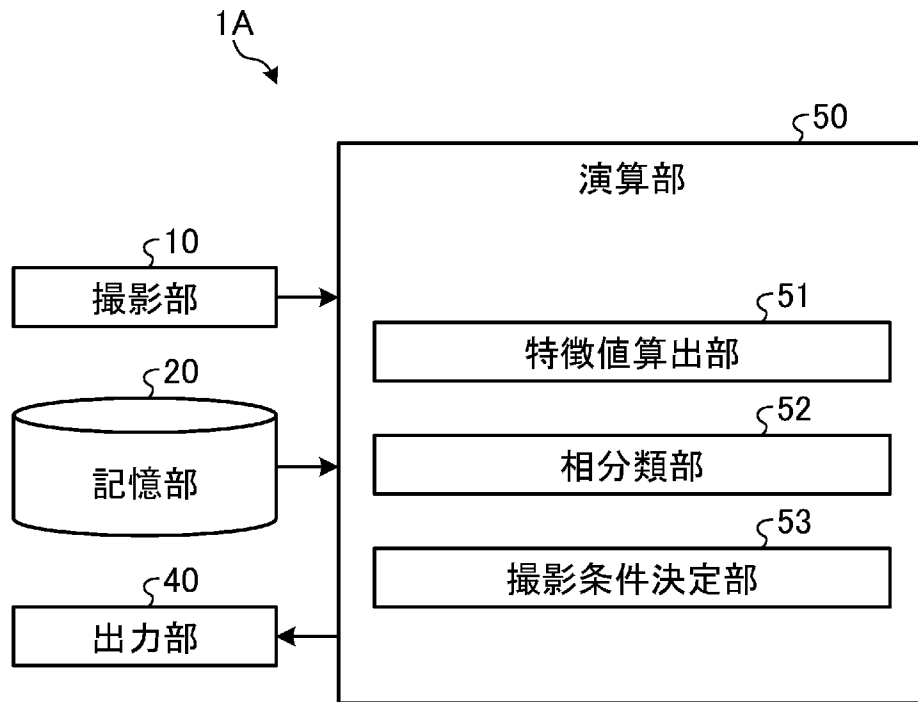 1A
50
演算部
10
撮影部
51
特徴値算出部
20
記憶部
52
相分類部
53
撮影条件決定部
40
出力部